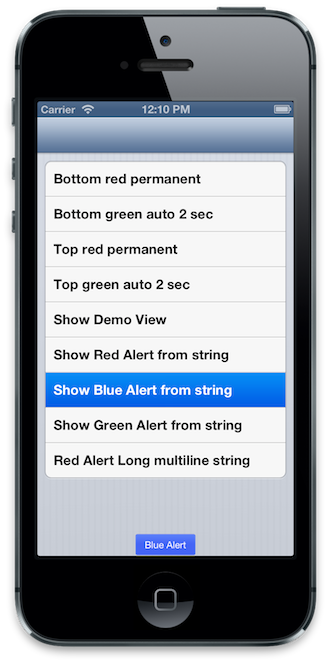 Carrier 12:10 PM
Bottom red permanent
Bottom green auto 2 sec
Top red permanent
Top green auto 2 sec
Show Demo View
Show Red Alert from string
Show Blue Alert from string
Show Green Alert from string
Red Alert Long multiline string
Blue Alert